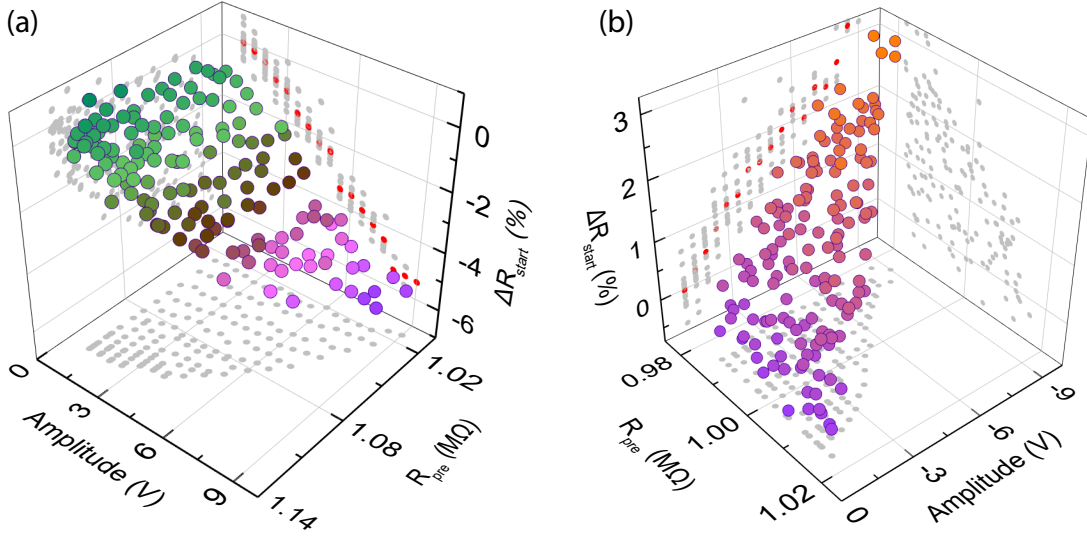 (a)
0
-2
-4
-6
ΔR_start (%)
1.02
1.08
1.14
R_pre (MΩ)
0
3
6
9
Amplitude (V)
(b)
3
2
1
0
ΔR_start (%)
0.98
1.00
1.02
R_pre (MΩ)
0
-3
-6
-9
Amplitude (V)